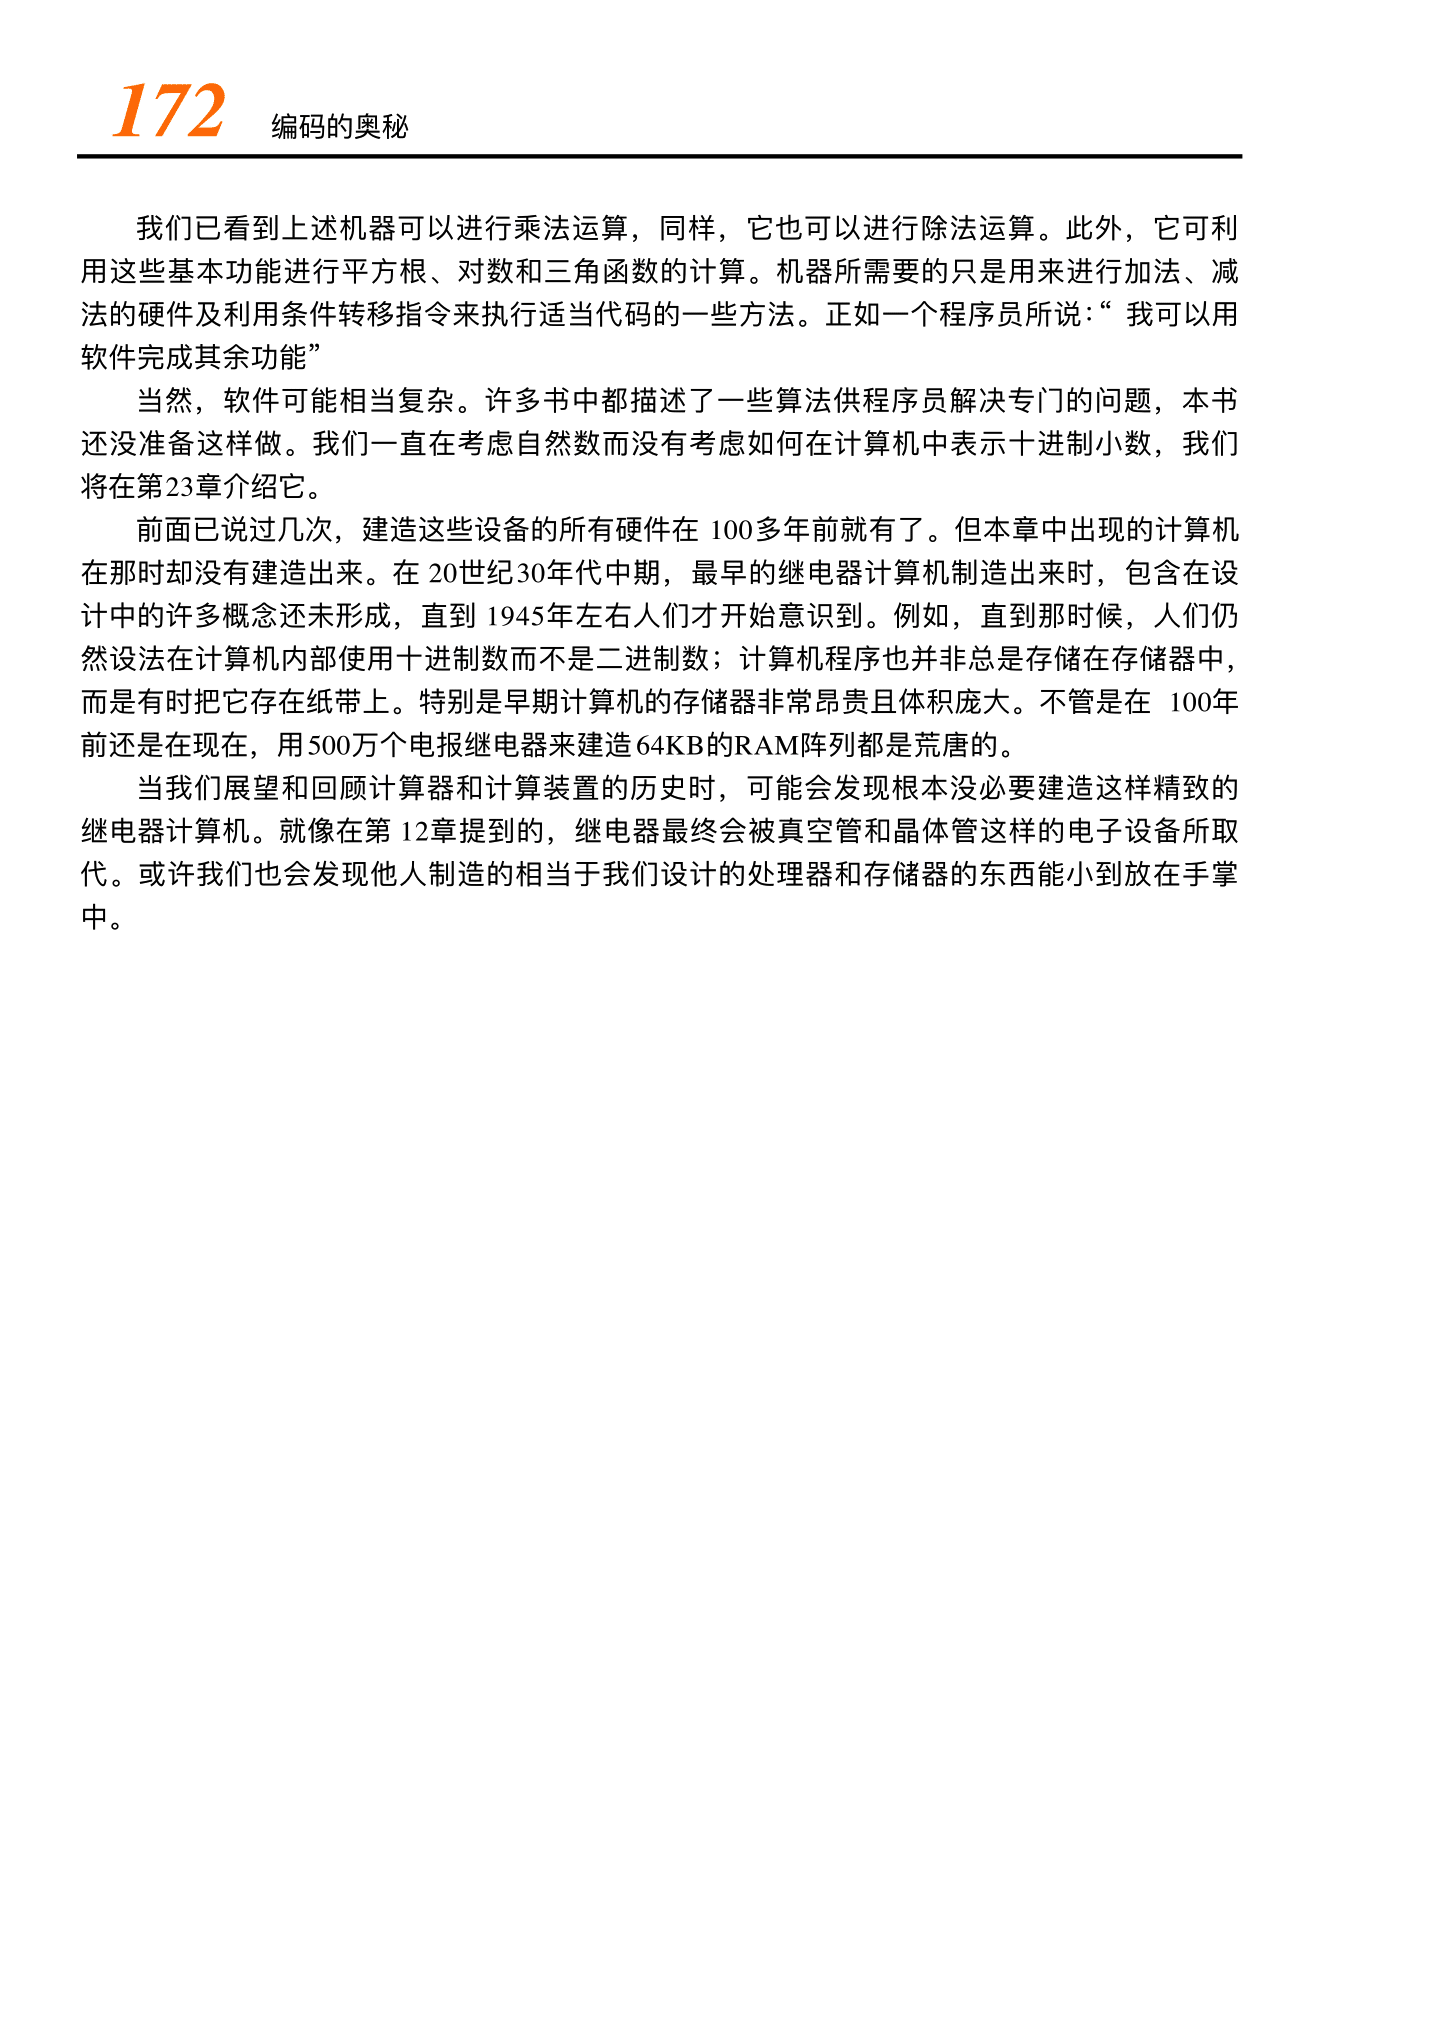 172 编码的奥秘
我们已看到上述机器可以进行乘法运算，同样，它也可以进行除法运算。此外，它可利
用这些基本功能进行平方根、对数和三角函数的计算。机器所需要的只是用来进行加法、减
法的硬件及利用条件转移指令来执行适当代码的一些方法。正如一个程序员所说：“ 我可以用
软件完成其余功能”
当然，软件可能相当复杂。许多书中都描述了一些算法供程序员解决专门的问题，本书
还没准备这样做。我们一直在考虑自然数而没有考虑如何在计算机中表示十进制小数，我们
将在第23章介绍它。
前面已说过几次，建造这些设备的所有硬件在 100多年前就有了。但本章中出现的计算机
在那时却没有建造出来。在 20世纪30年代中期，最早的继电器计算机制造出来时，包含在设
计中的许多概念还未形成，直到 1945年左右人们才开始意识到。例如，直到那时候，人们仍
然设法在计算机内部使用十进制数而不是二进制数；计算机程序也并非总是存储在存储器中，
而是有时把它存在纸带上。特别是早期计算机的存储器非常昂贵且体积庞大。不管是在 100年
前还是在现在，用500万个电报继电器来建造64KB的RAM阵列都是荒唐的。
当我们展望和回顾计算器和计算装置的历史时，可能会发现根本没必要建造这样精致的
继电器计算机。就像在第 12章提到的，继电器最终会被真空管和晶体管这样的电子设备所取
代。或许我们也会发现他人制造的相当于我们设计的处理器和存储器的东西能小到放在手掌
中。